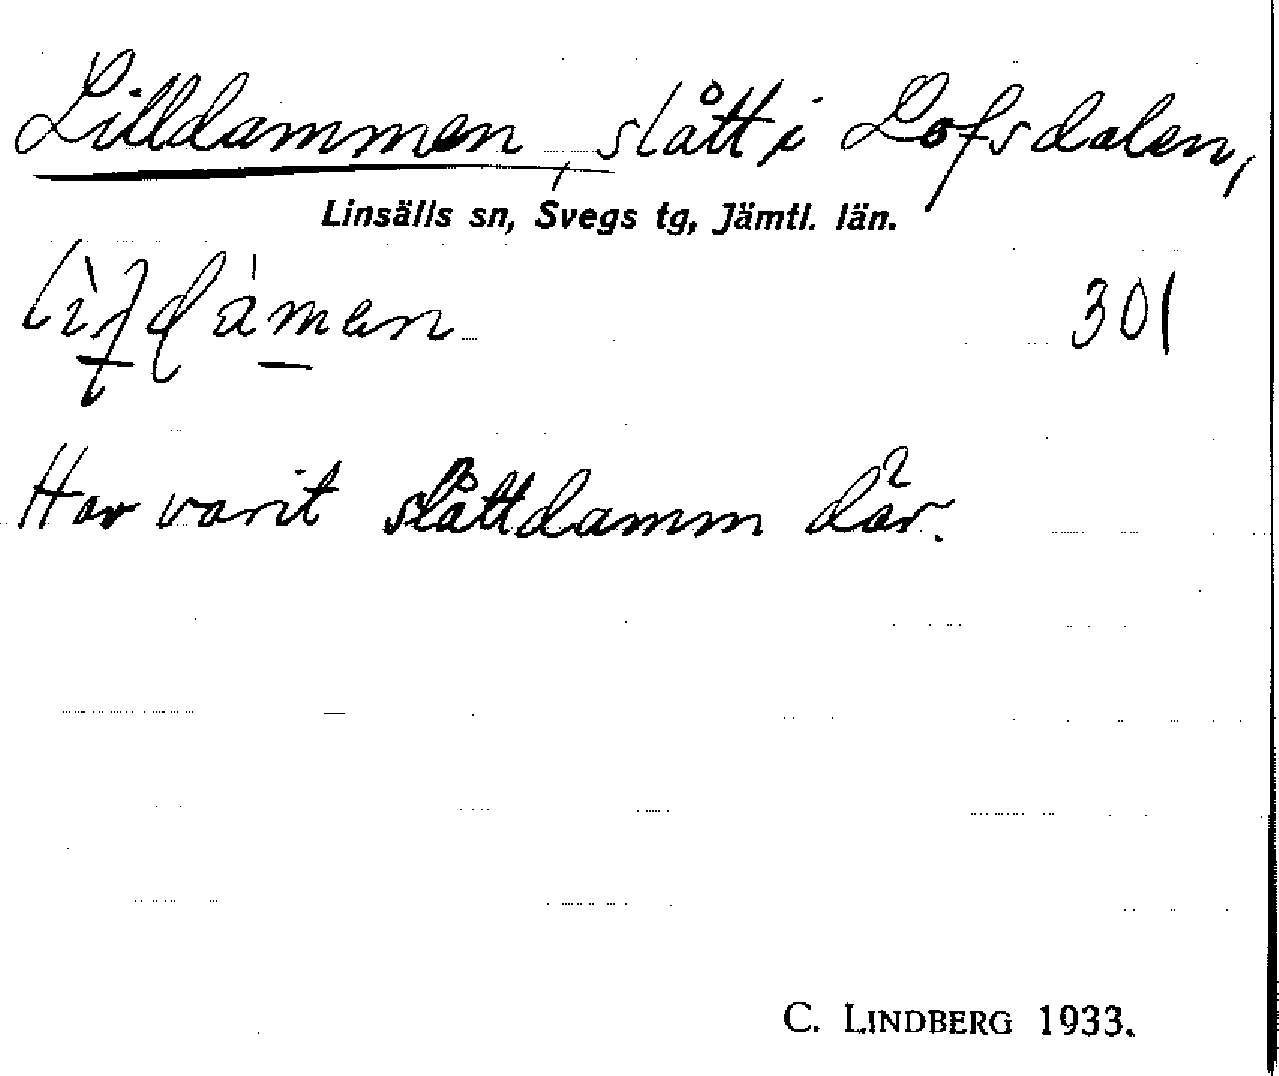 Lilldammen, slått i Lofsdalen,
Linsälls sn, Svegs tg, Jämtl. län.
301
Har varit slåttdamm där.
C. LINDBERG 1933.